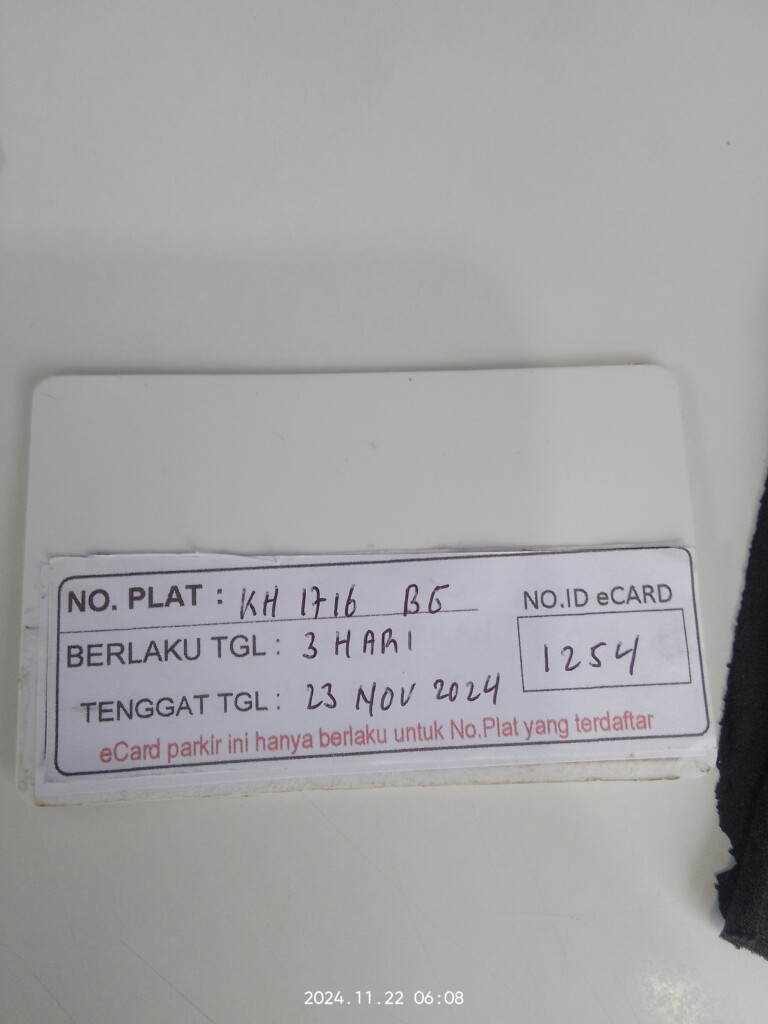 NO. PLAT : KH 1716 BG
NO.ID eCARD
BERLAKU TGL : 3 HARI
1254
TENGGAT TGL : 23 NOV 2024
eCard parkir ini hanya berlaku untuk No.Plat yang terdaftar
2024.11.22 06:08